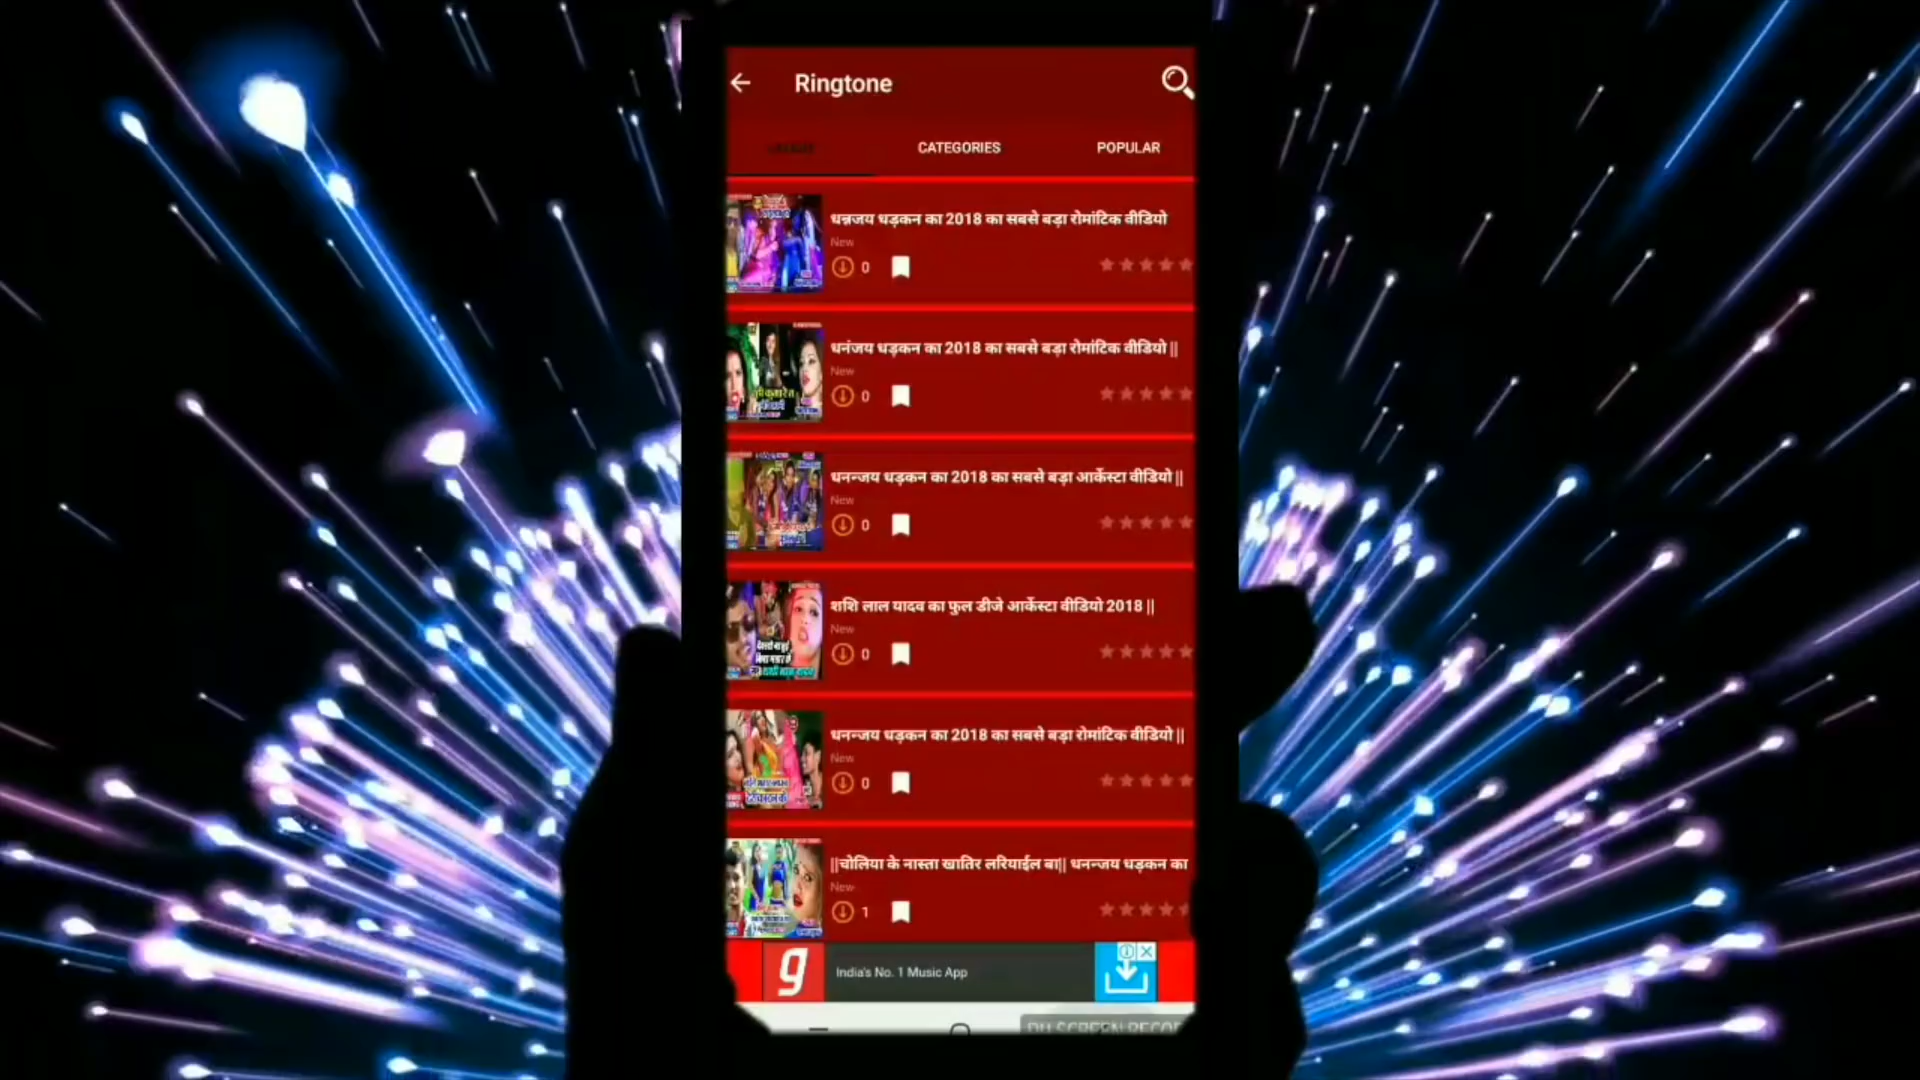 Ringtone
CATEGORIES
POPULAR
धन्नजय धड़कन का 2018 का सबसे बड़ा रोमांटिक वीडियो
New
0
धनंजय धड़कन का 2018 का सबसे बड़ा रोमांटिक वीडियो ||
New
0
धनन्जय धड़कन का 2018 का सबसे बड़ा आर्केस्टा वीडियो ||
New
0
शशि लाल यादव का फुल डीजे आर्केस्टा वीडियो 2018 ||
New
0
धनन्जय धड़कन का 2018 का सबसे बड़ा रोमांटिक वीडियो ||
New
0
||चोलिया के नास्ता खातिर लरियाईल बा|| धनन्जय धड़कन का
New
1
g
India's No. 1 Music App